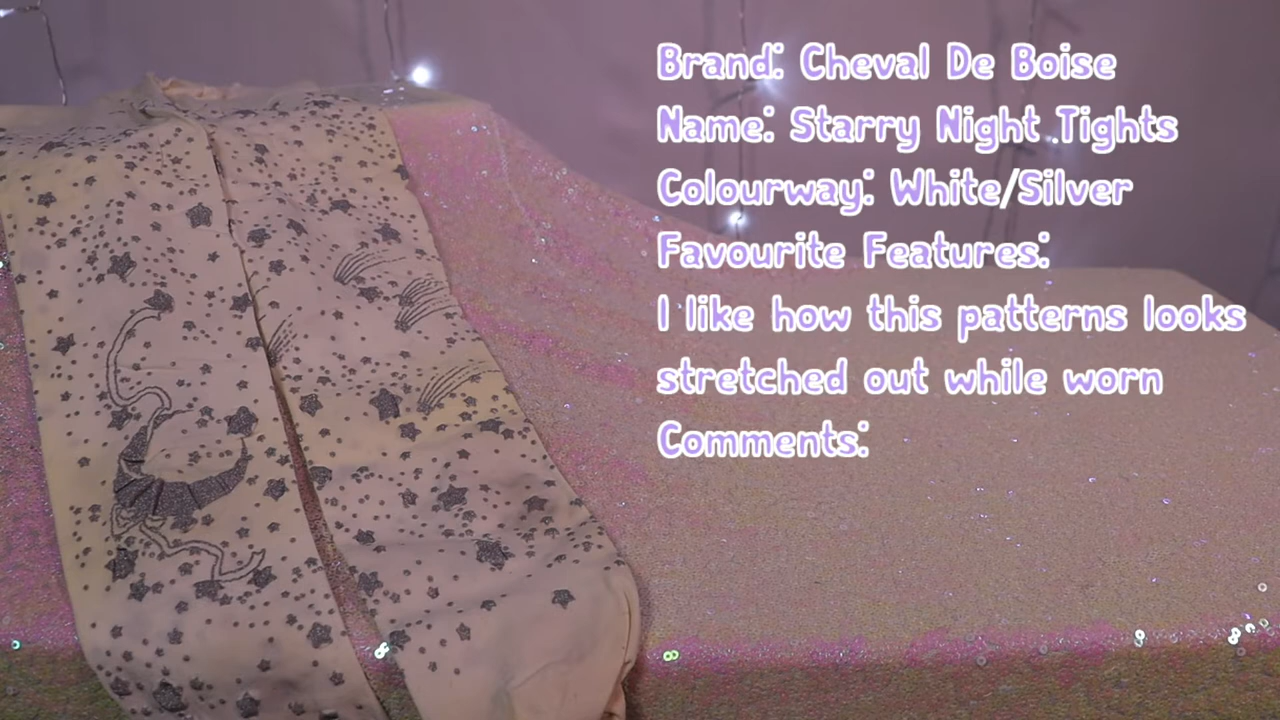 Brand: Cheval De Boise
Name: Starry Night Tights
Colourway: White/Silver
Favourite Features:
I like how this patterns looks
stretched out while worn
Comments: